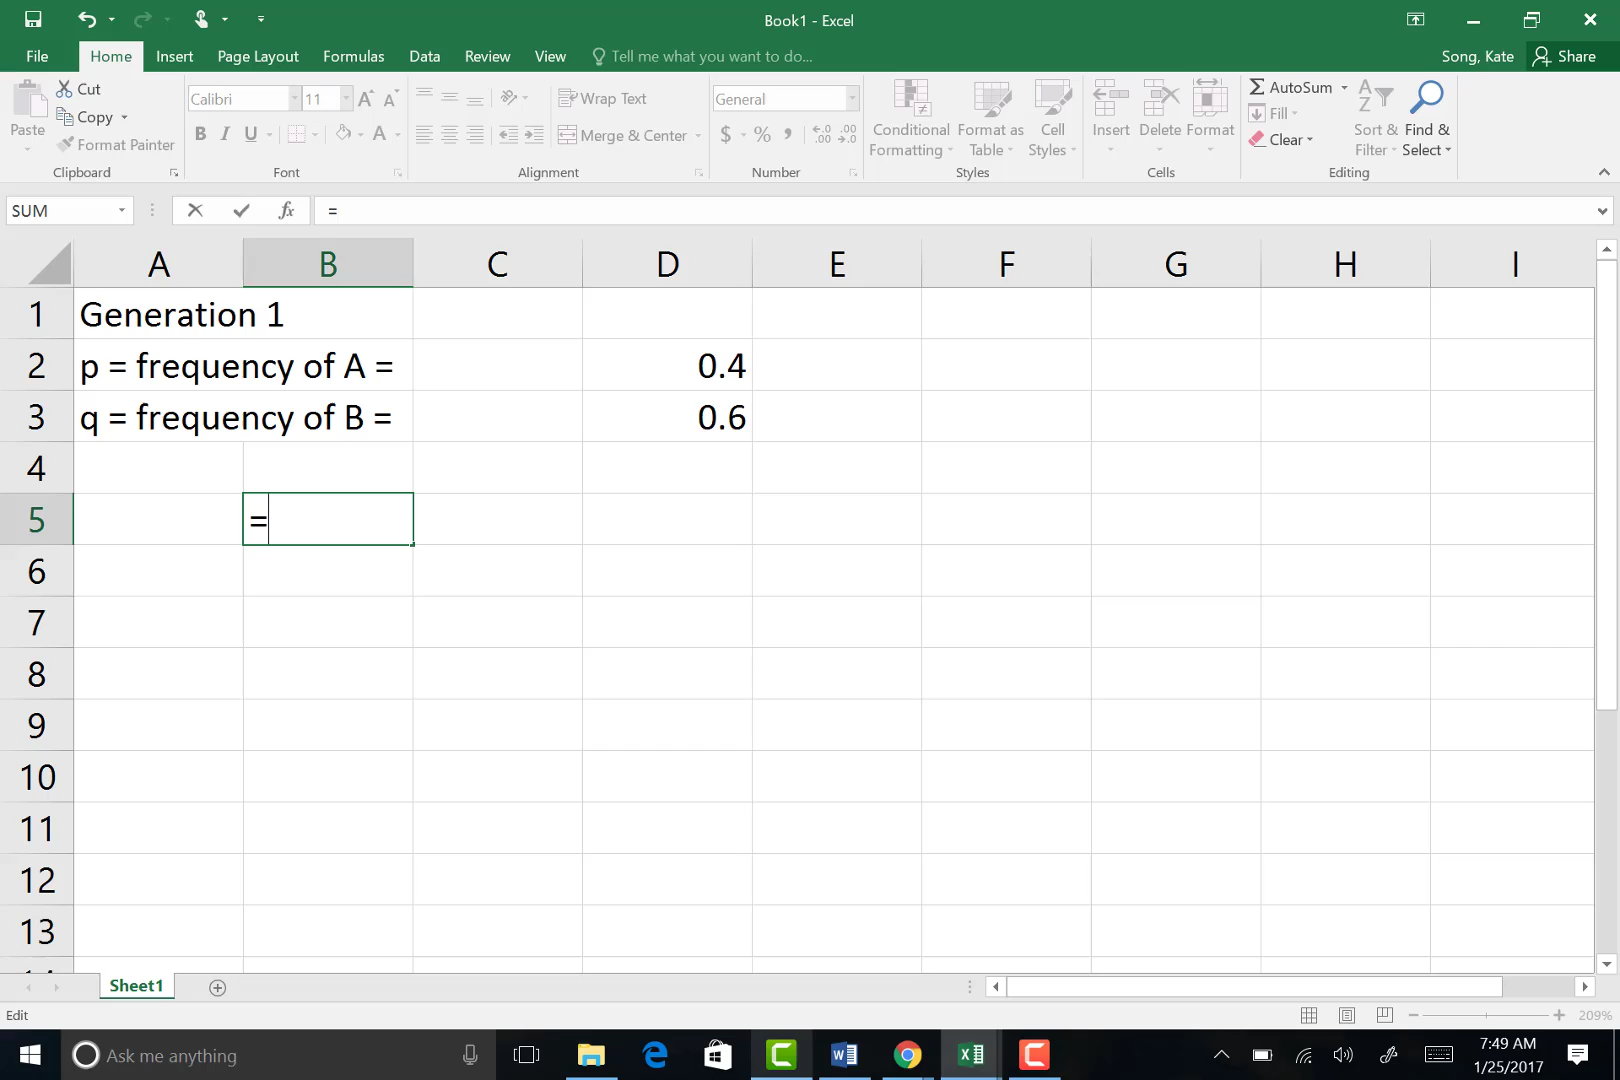 Book1 - Excel
File Home Insert Page Layout Formulas Data Review View Tell me what you want to do... Song, Kate Share
Paste
Cut
Copy
Format Painter
Clipboard
Calibri 11
B I U
Font
Wrap Text
Merge & Center
Alignment
General
$ % ,
Number
Conditional Formatting
Format as Table
Cell Styles
Styles
Insert Delete Format
Cells
AutoSum
Fill
Clear
Sort & Filter
Find & Select
Editing
SUM fx =
A B C D E F G H I
1 Generation 1
2 p = frequency of A = 0.4
3 q = frequency of B = 0.6
4
5 =
6
7
8
9
10
11
12
13
Sheet1
Edit 209%
Ask me anything
7:49 AM
1/25/2017